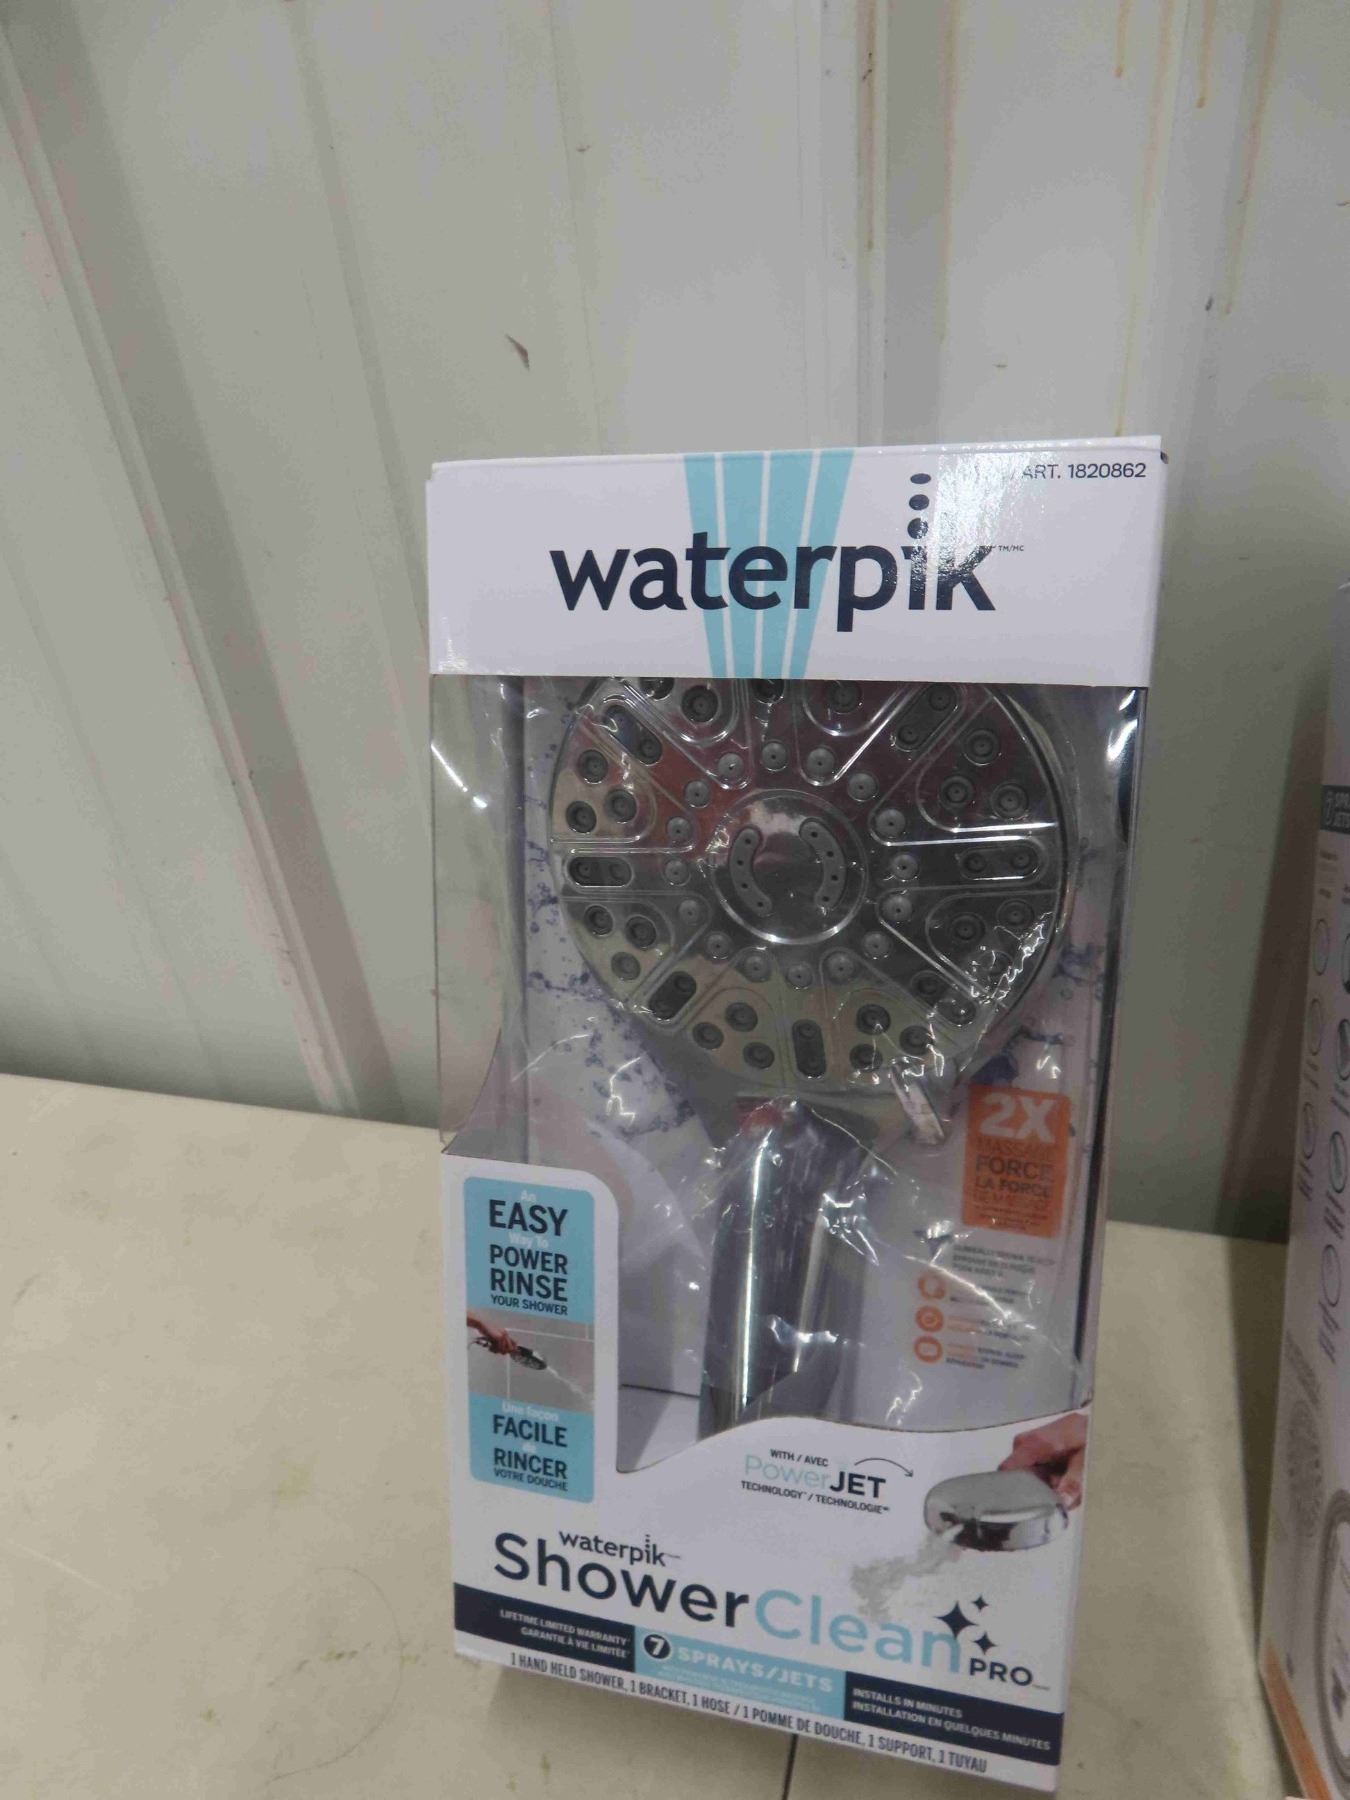 ART. 1820862
waterpik TM/MC
2X
MASSAGE
FORCE
LA FORCE
DE MASSAGE
An
EASY
Way To
POWER
RINSE
YOUR SHOWER
Une façon
FACILE
de
RINCER
VOTRE DOUCHE
WITH / AVEC
PowerJET
TECHNOLOGY / TECHNOLOGIE
waterpik
ShowerClean PRO
LIFETIME LIMITED WARRANTY
GARANTIE À VIE LIMITÉE
7 SPRAYS/JETS
INSTALLS IN MINUTES
INSTALLATION EN QUELQUES MINUTES
1 HAND HELD SHOWER, 1 BRACKET, 1 HOSE / 1 POMME DE DOUCHE, 1 SUPPORT, 1 TUYAU